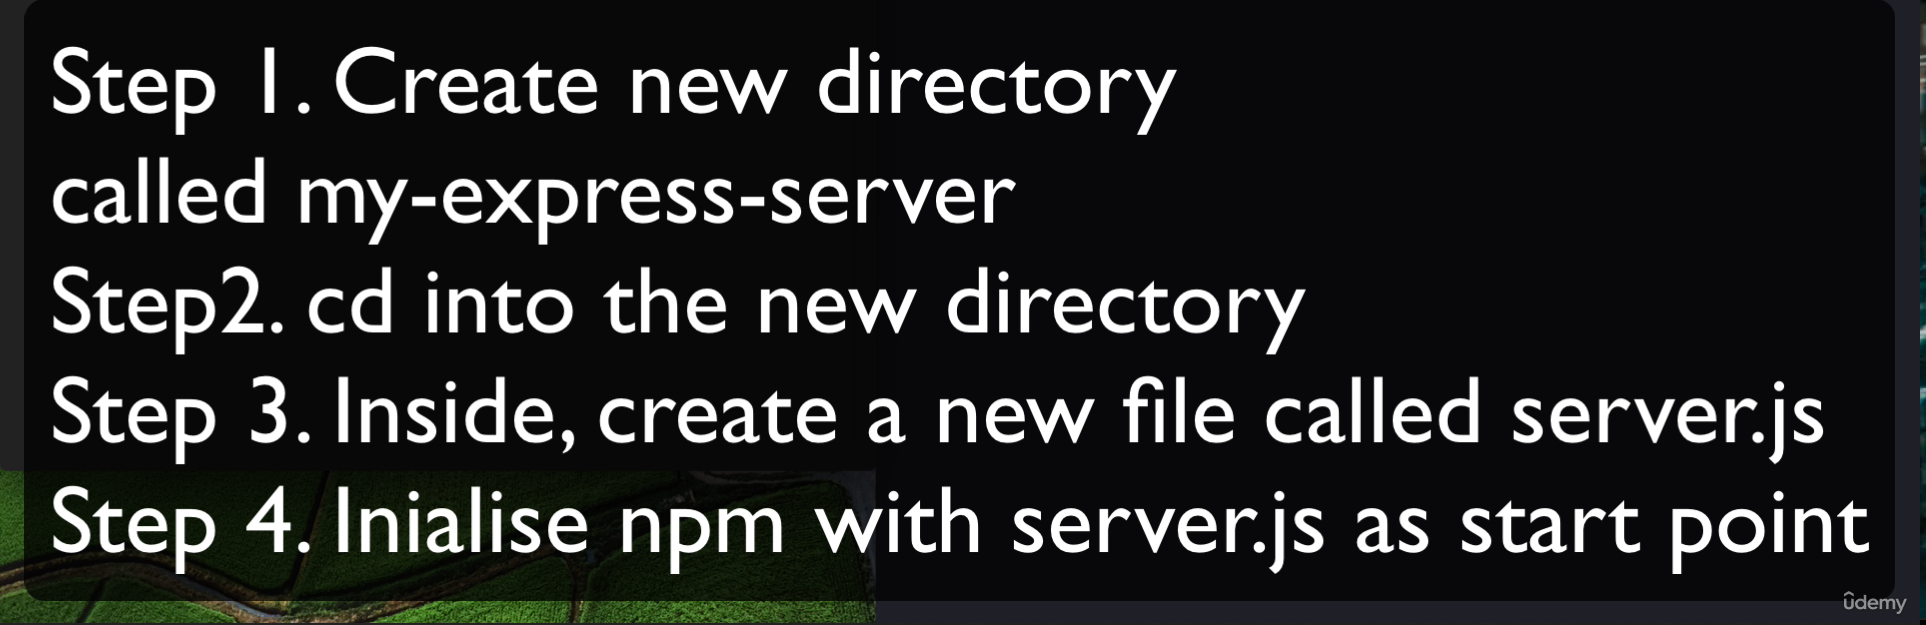 Step 1. Create new directory
called my-express-server
Step2. cd into the new directory
Step 3. Inside, create a new file called server.js
Step 4. Inialise npm with server.js as start point
ûdemy